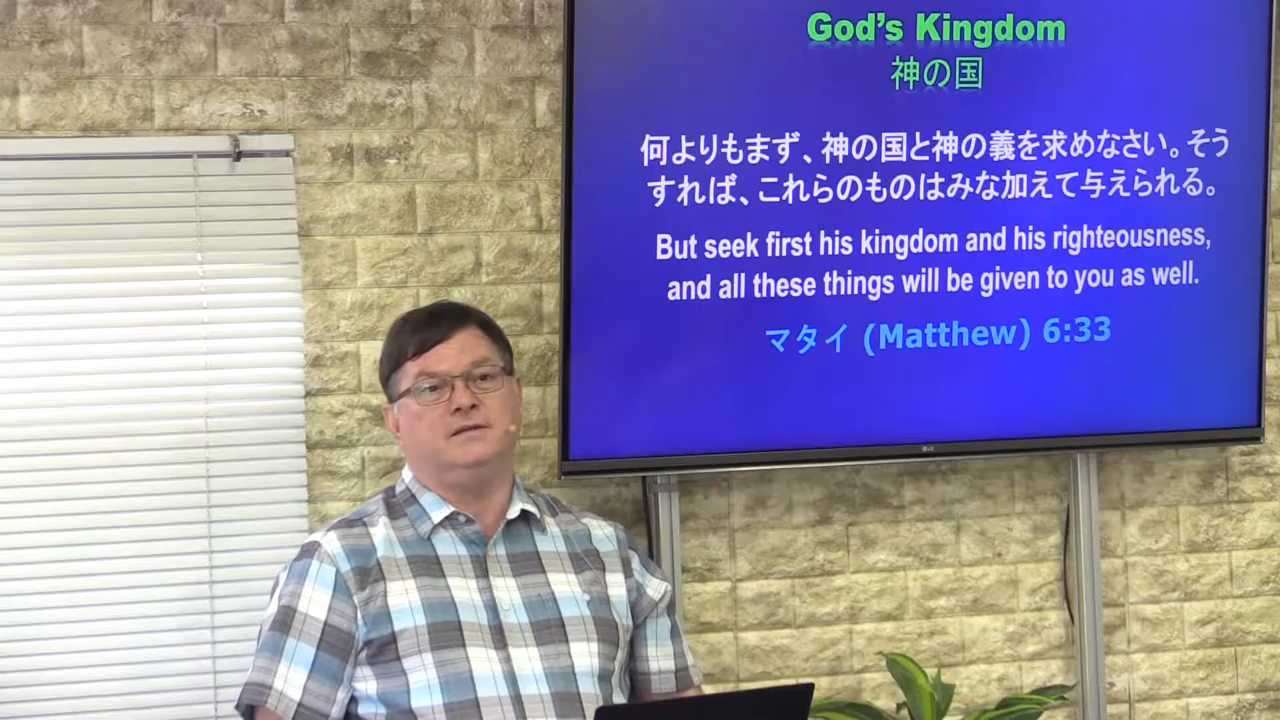 God's Kingdom
神の国
何よりもまず、神の国と神の義を求めなさい。そう
すれば、これらのものはみな加えて与えられる。
But seek first his kingdom and his righteousness,
and all these things will be given to you as well.
マタイ (Matthew) 6:33
LG